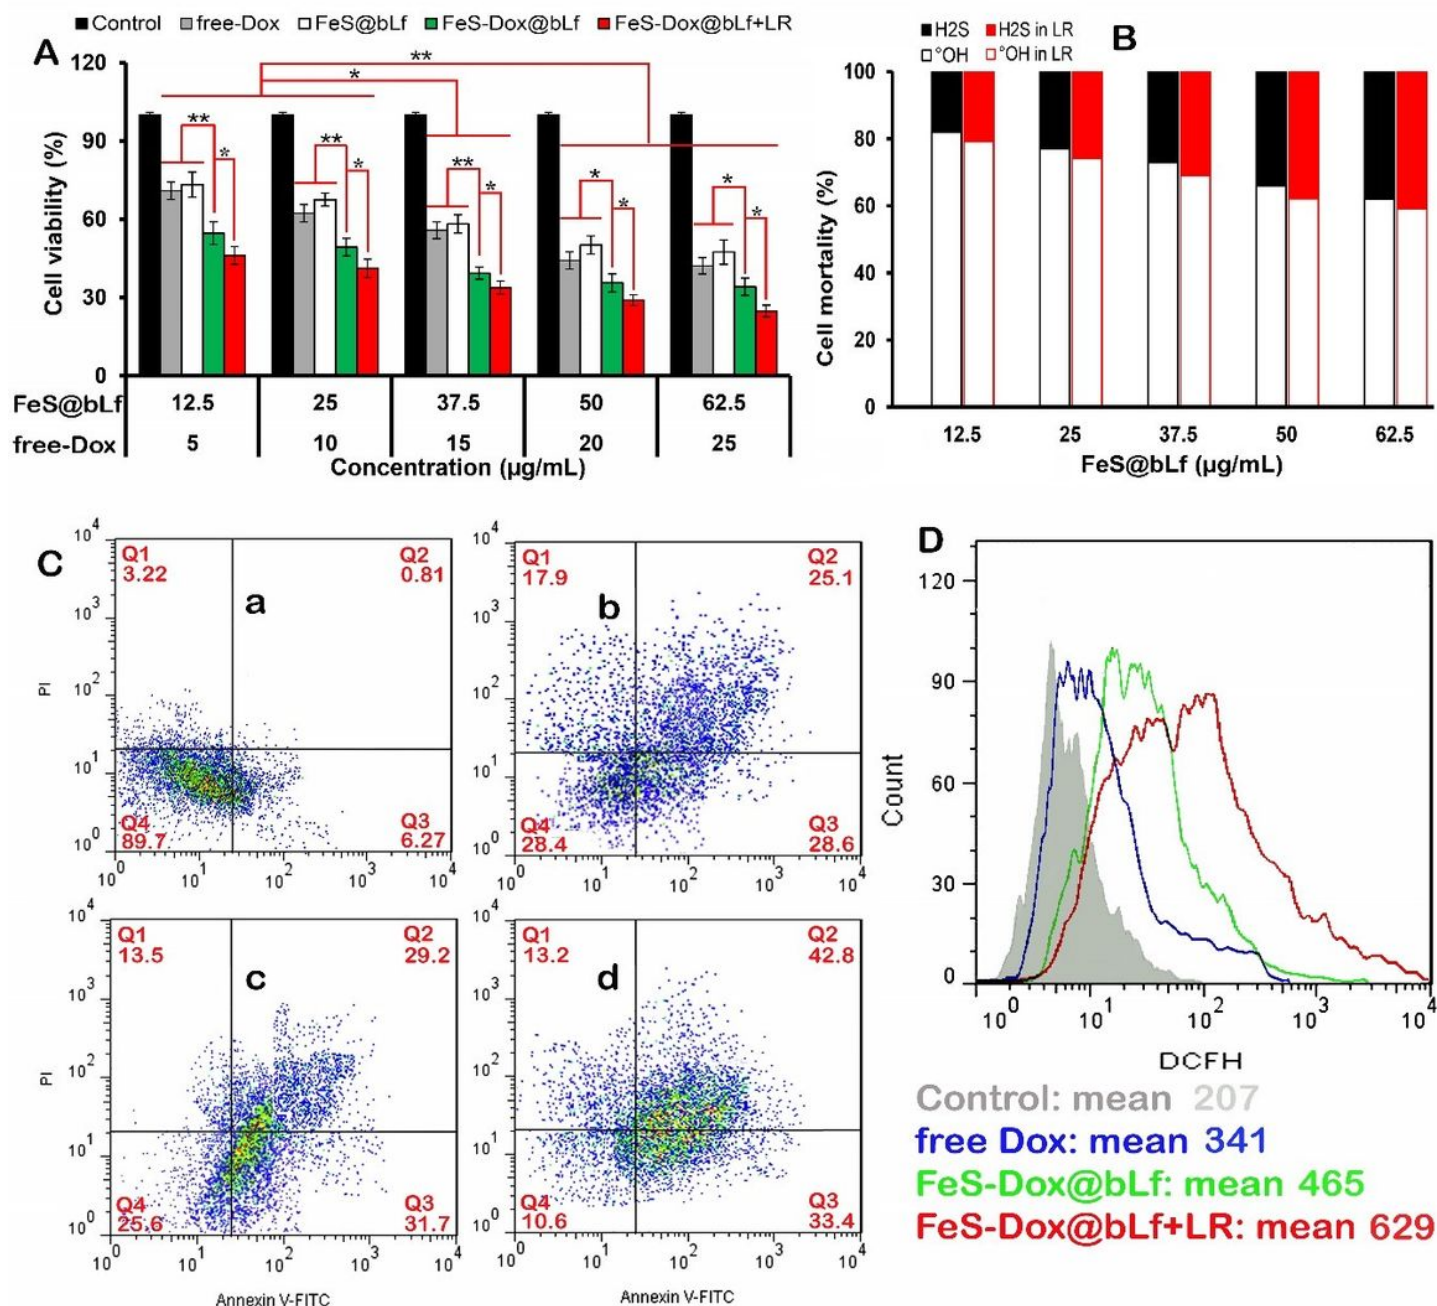 Control free-Dox FeS@bLf FeS-Dox@bLf FeS-Dox@bLf+LR
A
Cell viability (%)
120
90
60
30
0
**
*
** * ** * ** * * * * *
FeS@bLf 12.5 25 37.5 50 62.5
free-Dox 5 10 15 20 25
Concentration (µg/mL)
H2S H2S in LR
°OH °OH in LR
B
Cell mortality (%)
100
80
60
40
20
0
12.5 25 37.5 50 62.5
FeS@bLf (µg/mL)
C
a
Q1
3.22
Q2
0.81
Q4
89.7
Q3
6.27
PI
10^4
10^3
10^2
10^1
10^0
10^0 10^1 10^2 10^3 10^4
b
Q1
17.9
Q2
25.1
Q4
28.4
Q3
28.6
10^4
10^3
10^2
10^1
10^0
10^0 10^1 10^2 10^3 10^4
c
Q1
13.5
Q2
29.2
Q4
25.6
Q3
31.7
PI
10^4
10^3
10^2
10^1
10^0
10^0 10^1 10^2 10^3 10^4
Annexin V-FITC
d
Q1
13.2
Q2
42.8
Q4
10.6
Q3
33.4
10^4
10^3
10^2
10^1
10^0
10^0 10^1 10^2 10^3 10^4
Annexin V-FITC
D
Count
120
90
60
30
0
10^0 10^0 10^1 10^2 10^3 10^4
DCFH
Control: mean 207
free Dox: mean 341
FeS-Dox@bLf: mean 465
FeS-Dox@bLf+LR: mean 629